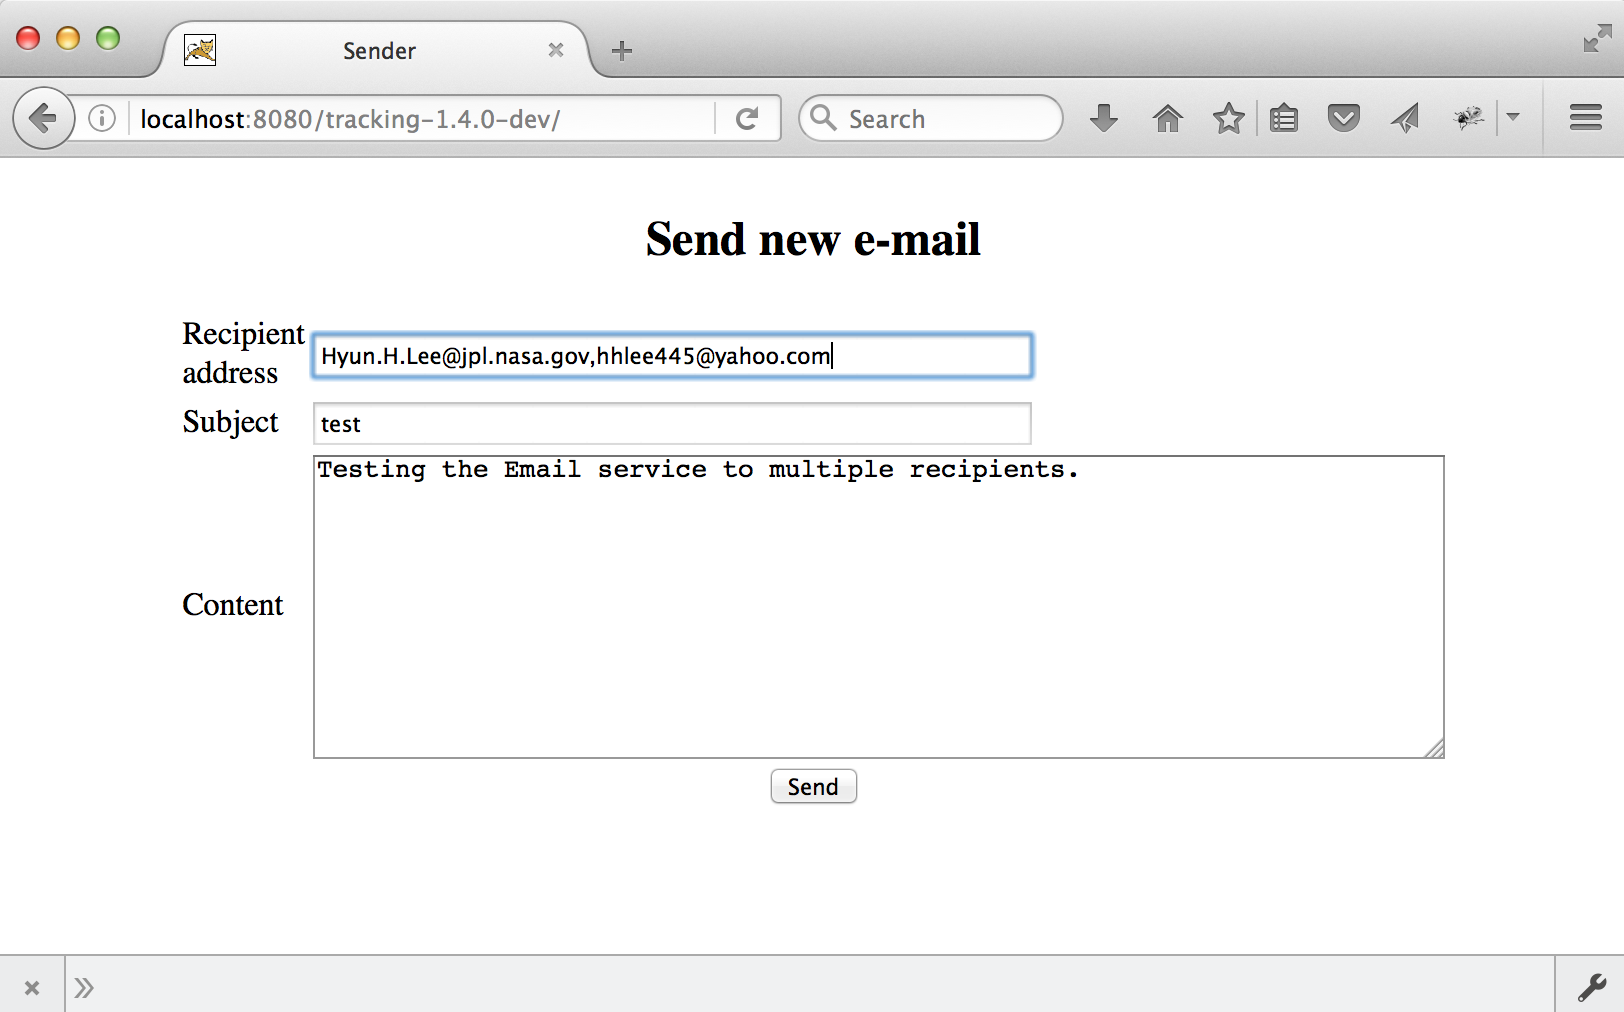 Sender
localhost:8080/tracking-1.4.0-dev/
Search
Send new e-mail
Recipient
address
Hyun.H.Lee@jpl.nasa.gov,hhlee445@yahoo.com
Subject
test
Testing the Email service to multiple recipients.
Content
Send